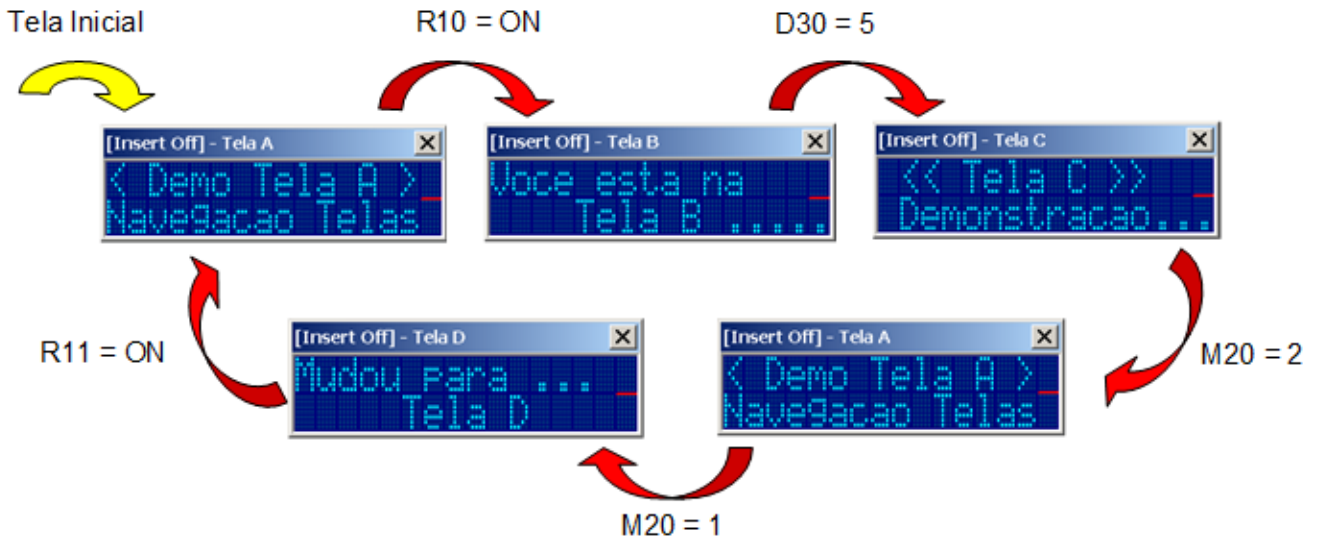 Tela Inicial
R10 = ON
D30 = 5
[Insert Off] - Tela A
< Demo Tela A >
Navegacao Telas
[Insert Off] - Tela B
Voce esta na
Tela B .....
[Insert Off] - Tela C
<< Tela C >>
Demonstracao...
R11 = ON
[Insert Off] - Tela D
Mudou para ...
Tela D
[Insert Off] - Tela A
< Demo Tela A >
Navegacao Telas
M20 = 2
M20 = 1